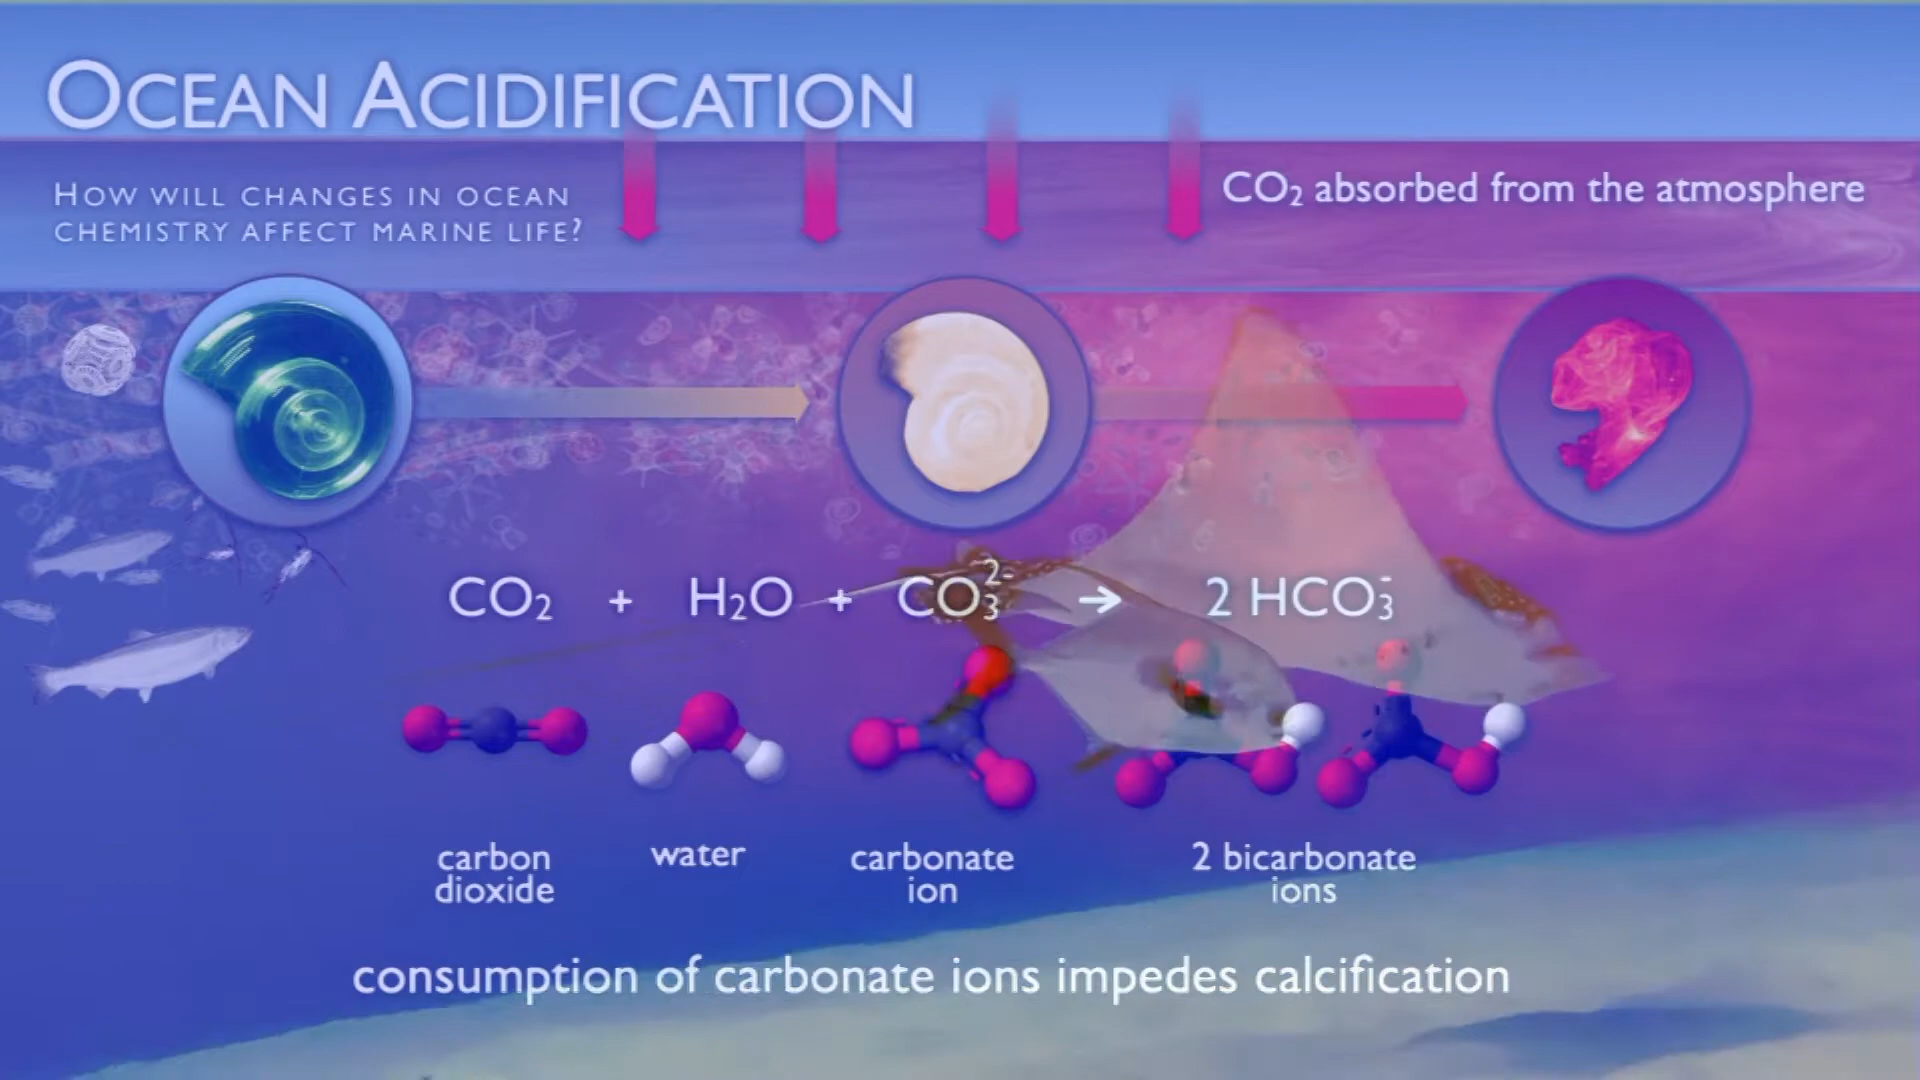 OCEAN ACIDIFICATION
HOW WILL CHANGES IN OCEAN
CHEMISTRY AFFECT MARINE LIFE?
CO₂ absorbed from the atmosphere
CO₂ + H₂O + CO₃²⁻ → 2 HCO₃⁻
carbon
dioxide
water
carbonate
ion
2 bicarbonate
ions
consumption of carbonate ions impedes calcification